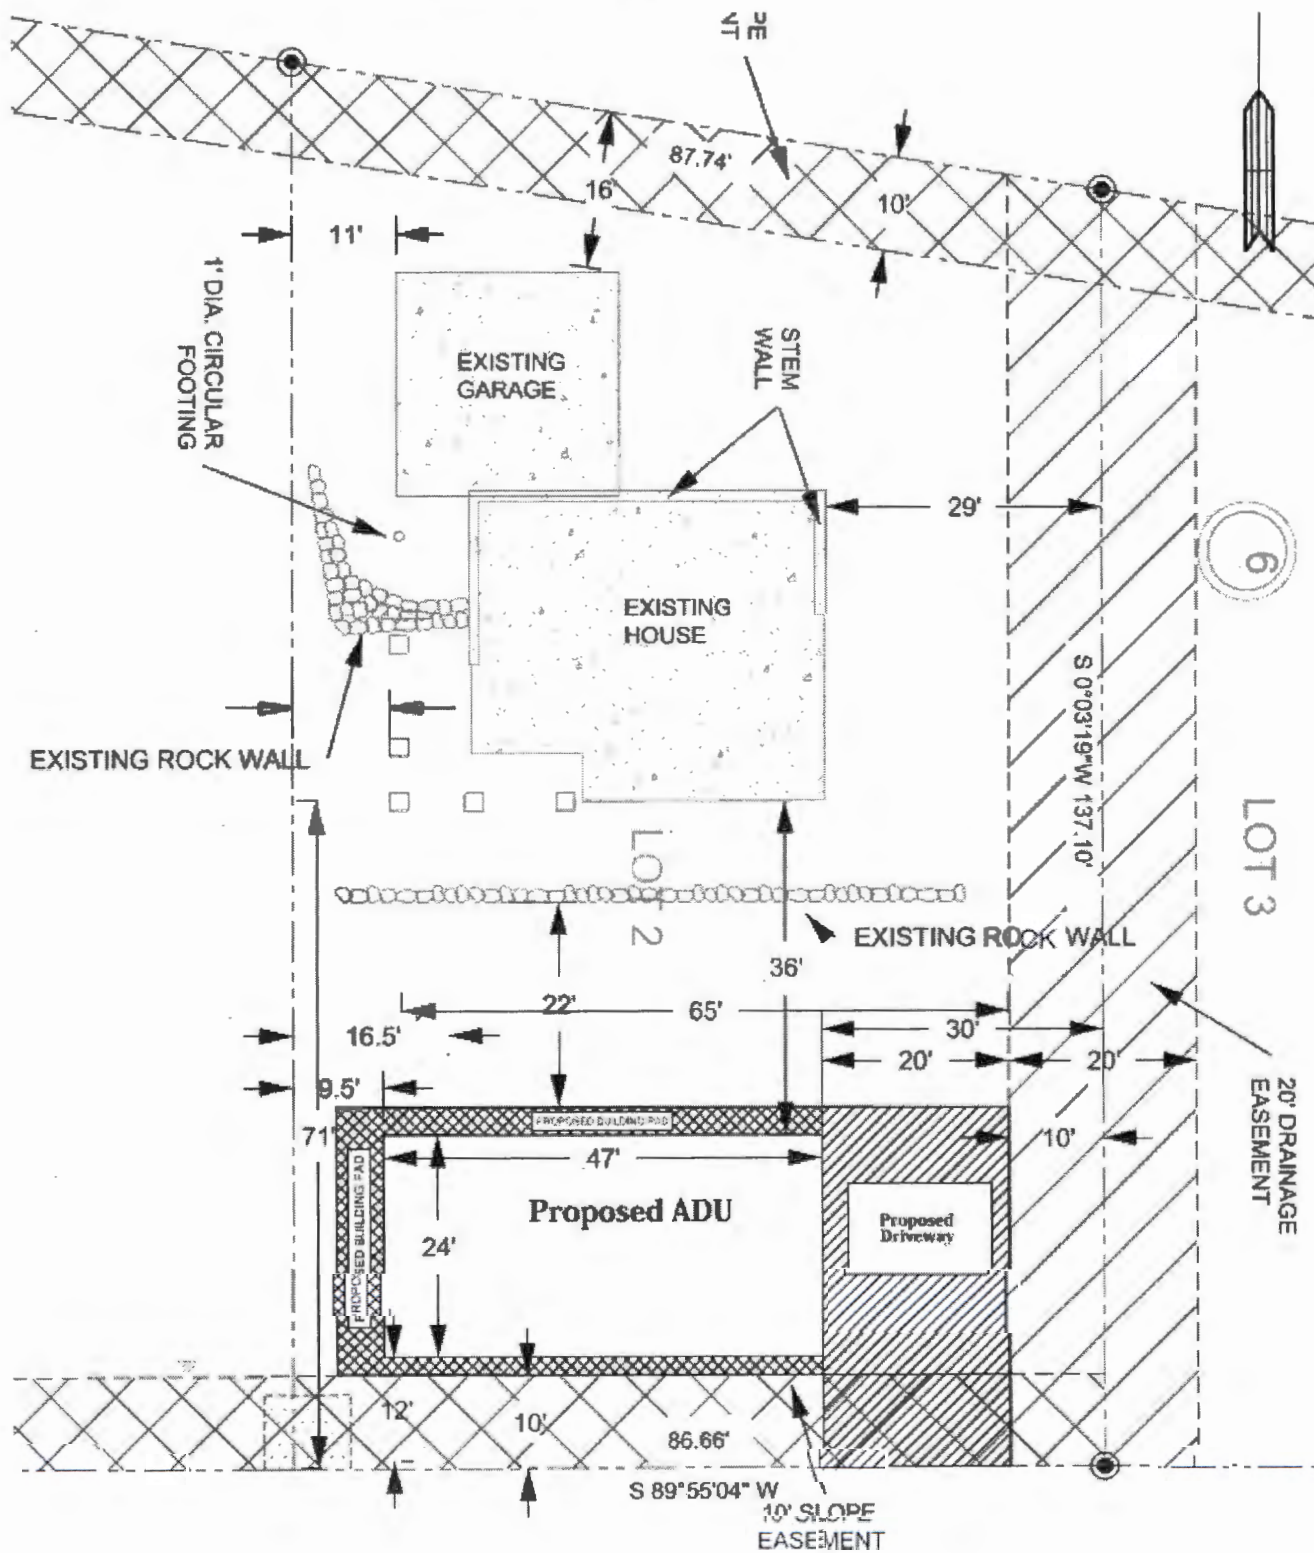 PE
NT
87.74'
16'
10'
11'
1' DIA. CIRCULAR
FOOTING
EXISTING
GARAGE
STEM
WALL
29'
6
EXISTING
HOUSE
S 0°03'19"W 137.10'
EXISTING ROCK WALL
LOT 3
LOT 2
EXISTING ROCK WALL
36'
22'
65'
16.5'
30'
20'
20'
9.5'
20' DRAINAGE
EASEMENT
71'
PROPOSED BUILDING PAD
10'
47'
PROPOSED BUILDING PAD
Proposed ADU
Proposed
Driveway
24'
12'
10'
86.66'
S 89°55'04" W
10' SLOPE
EASEMENT